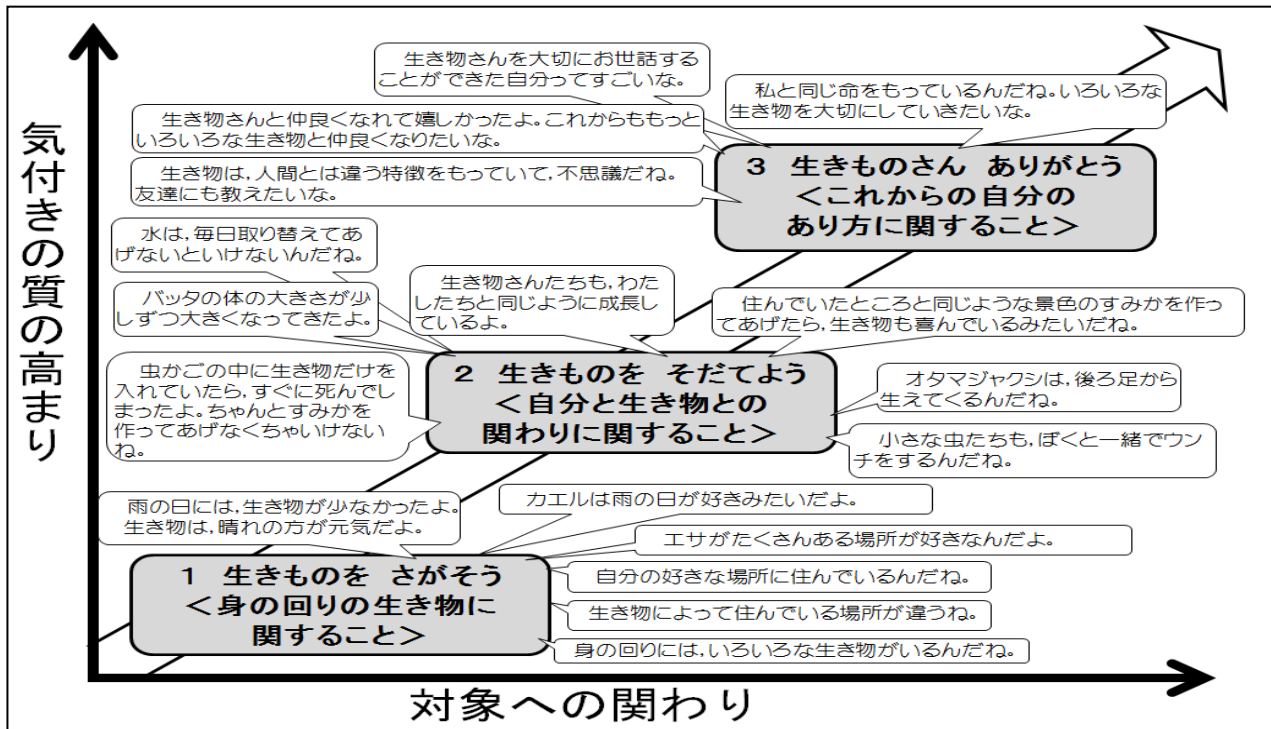 気付きの質の高まり
生き物さんを大切にお世話する
ことができた自分ってすごいな。
私と同じ命をもっているんだね。いろいろな
生き物を大切にしていきたいな。
生き物さんと仲良くなれて嬉しかったよ。これからももっと
いろいろな生き物と仲良くなりたいな。
生き物は，人間とは違う特徴をもっていて，不思議だね。
友達にも教えたいな。
3 生きものさん ありがとう
＜これからの自分の
あり方に関すること＞
水は，毎日取り替えてあ
げないといけないんだね。
生き物さんたちも，わた
したちと同じように成長し
ているよ。
バッタの体の大きさが少
しずつ大きくなってきたよ。
住んでいたところと同じような景色のすみかを作っ
てあげたら，生き物も喜んでいるみたいだね。
虫かごの中に生き物だけを
入れていたら，すぐに死んでし
まったよ。ちゃんとすみかを
作ってあげなくちゃいけない
ね。
2 生きものを そだてよう
＜自分と生き物との
関わりに関すること＞
オタマジャクシは，後ろ足から
生えてくるんだね。
小さな虫たちも，ぼくと一緒でウン
チをするんだね。
雨の日には，生き物が少なかったよ。
生き物は，晴れの方が元気だよ。
カエルは雨の日が好きみたいだよ。
エサがたくさんある場所が好きなんだよ。
1 生きものを さがそう
＜身の回りの生き物に
関すること＞
自分の好きな場所に住んでいるんだね。
生き物によって住んでいる場所が違うね。
身の回りには，いろいろな生き物がいるんだね。
対象への関わり